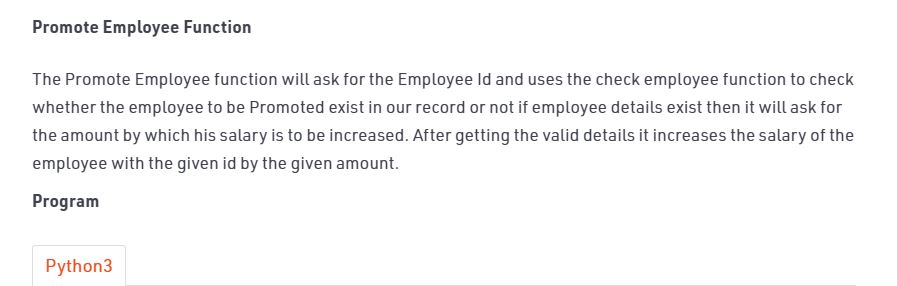 Promote Employee Function
The Promote Employee function will ask for the Employee Id and uses the check employee function to check
whether the employee to be Promoted exist in our record or not if employee details exist then it will ask for
the amount by which his salary is to be increased. After getting the valid details it increases the salary of the
employee with the given id by the given amount.
Program
Python3